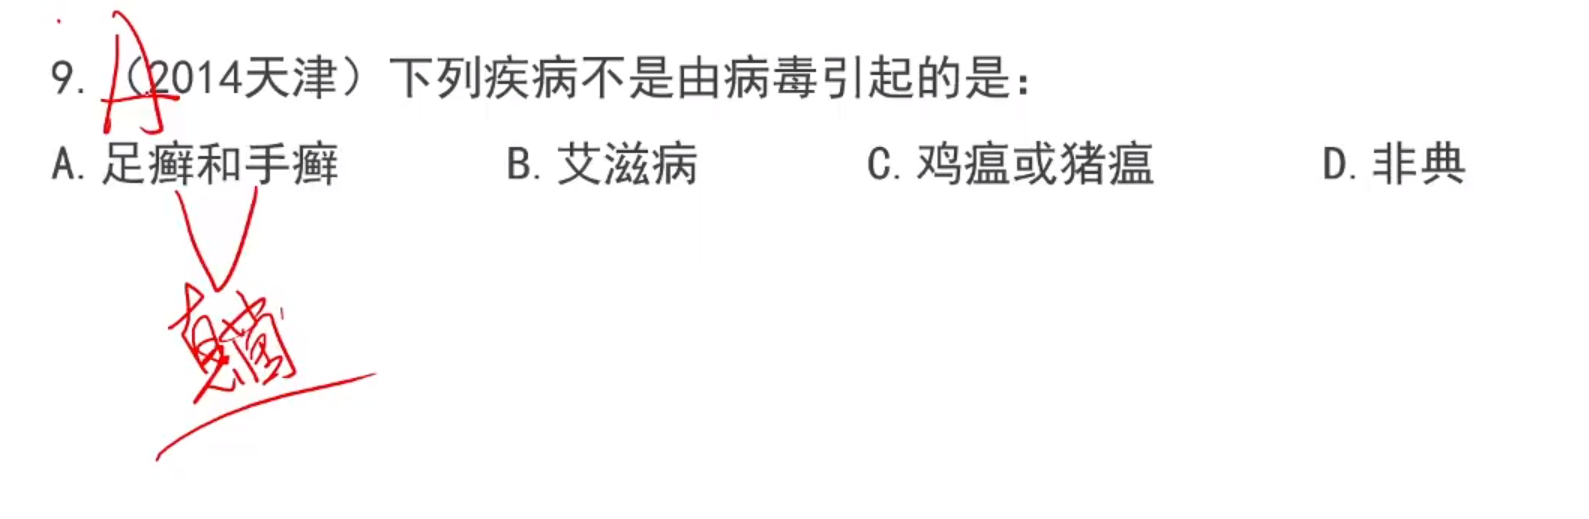 9. A（2014天津）下列疾病不是由病毒引起的是：
A. 足癣和手癣 B. 艾滋病 C. 鸡瘟或猪瘟 D. 非典
真菌